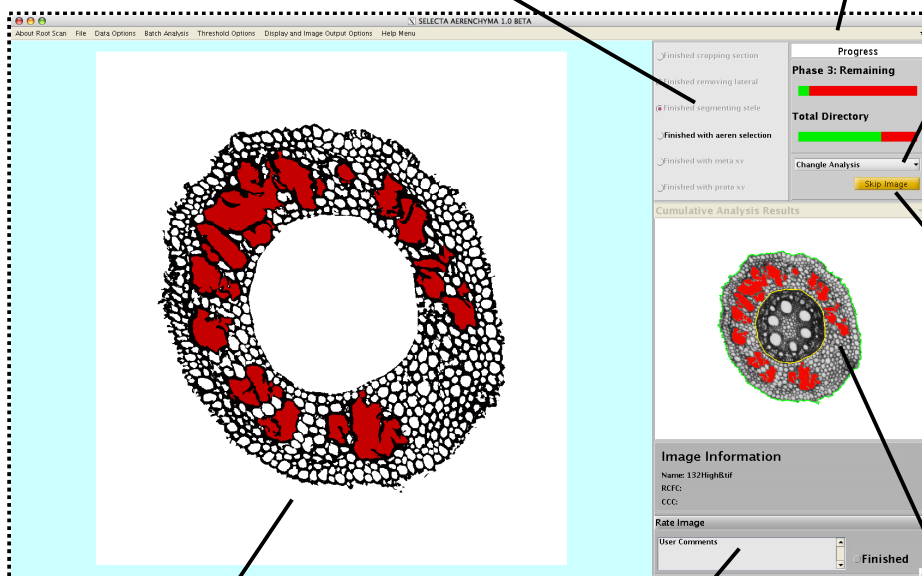 SELECTA AERENCHYMA 1.0 BETA
About Root Scan File Data Options Batch Analysis Threshold Options Display and Image Output Options Help Menu
Finished cropping section
Finished removing lateral
Finished segmenting stele
Finished with aeren selection
Finished with meta xv
Finished with proto xv
Progress
Phase 3: Remaining
Total Directory
Change Analysis
Skip Image
Cumulative Analysis Results
Image Information
Name: 132High8.tif
RCFC:
CCC:
Rate Image
User Comments
Finished